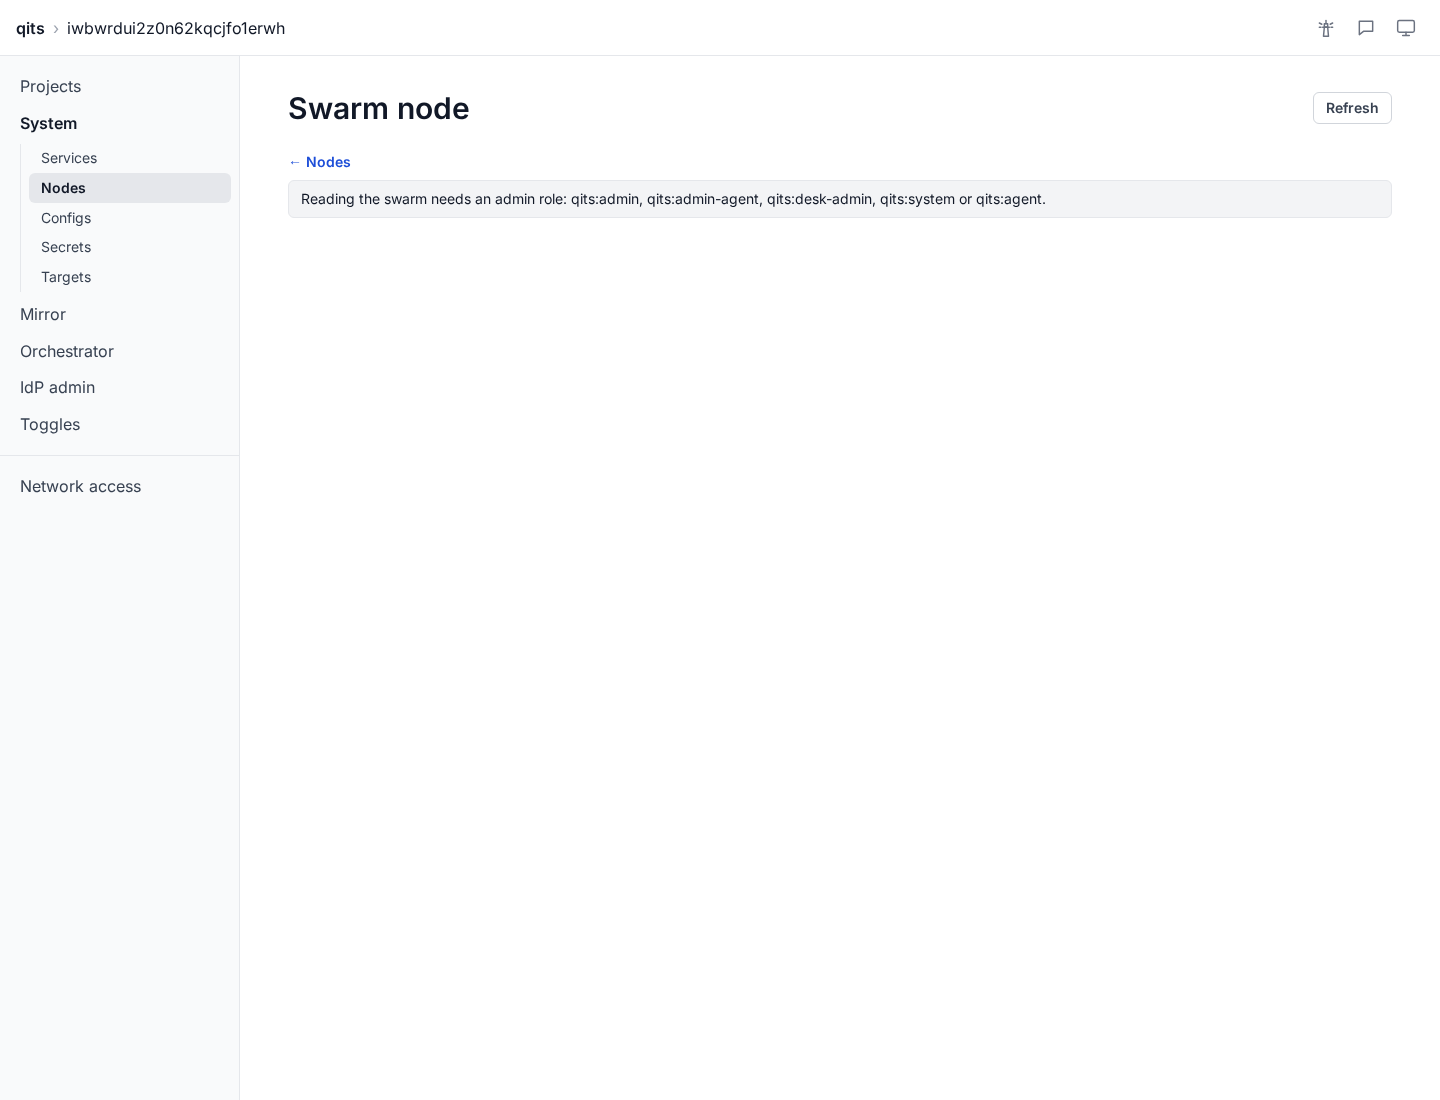 qits › iwbwrdui2z0n62kqcjfo1erwh
Projects
System
Services
Nodes
Configs
Secrets
Targets
Mirror
Orchestrator
IdP admin
Toggles
Network access
Swarm node
Refresh
← Nodes
Reading the swarm needs an admin role: qits:admin, qits:admin-agent, qits:desk-admin, qits:system or qits:agent.